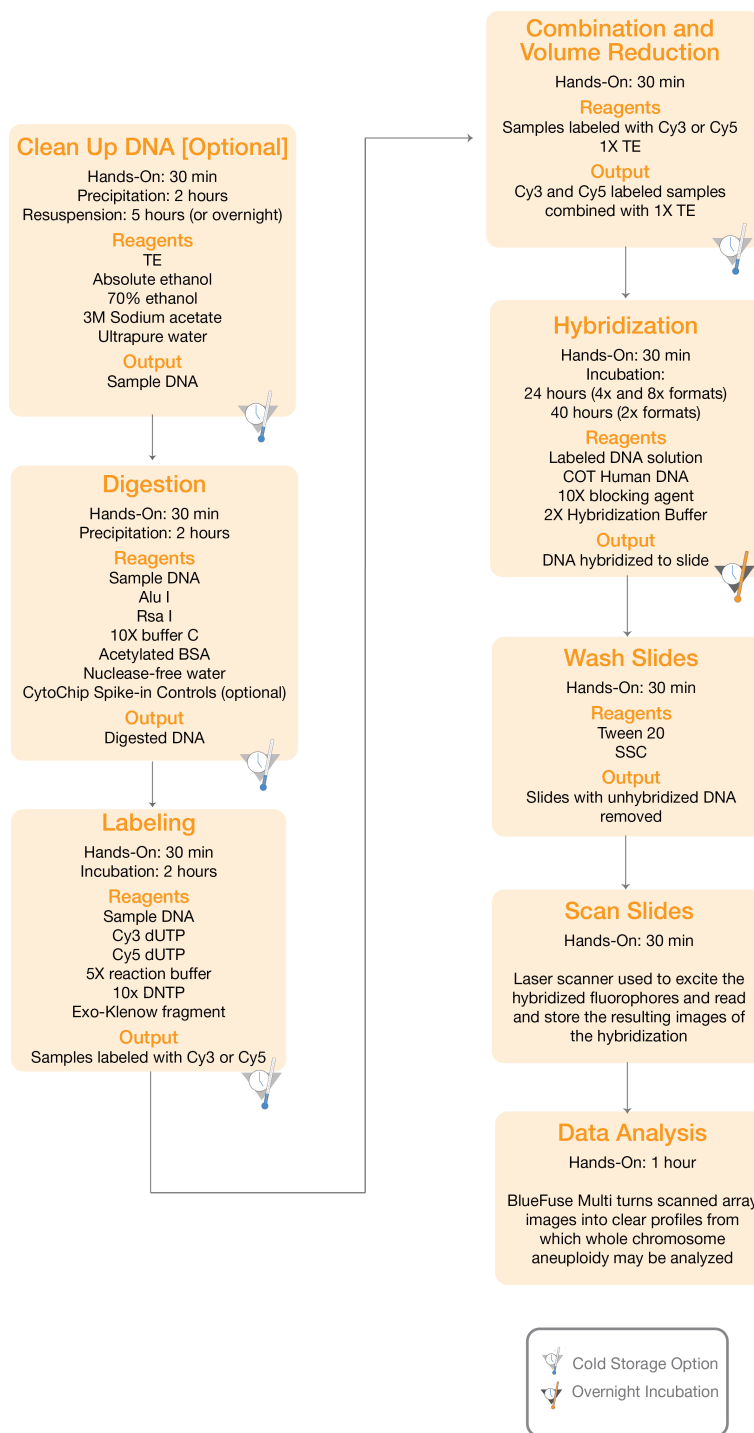 Clean Up DNA [Optional]
Hands-On: 30 min
Precipitation: 2 hours
Resuspension: 5 hours (or overnight)
Reagents
TE
Absolute ethanol
70% ethanol
3M Sodium acetate
Ultrapure water
Output
Sample DNA
Digestion
Hands-On: 30 min
Precipitation: 2 hours
Reagents
Sample DNA
Alu I
Rsa I
10X buffer C
Acetylated BSA
Nuclease-free water
CytoChip Spike-in Controls (optional)
Output
Digested DNA
Labeling
Hands-On: 30 min
Incubation: 2 hours
Reagents
Sample DNA
Cy3 dUTP
Cy5 dUTP
5X reaction buffer
10x DNTP
Exo-Klenow fragment
Output
Samples labeled with Cy3 or Cy5
Combination and
Volume Reduction
Hands-On: 30 min
Reagents
Samples labeled with Cy3 or Cy5
1X TE
Output
Cy3 and Cy5 labeled samples
combined with 1X TE
Hybridization
Hands-On: 30 min
Incubation:
24 hours (4x and 8x formats)
40 hours (2x formats)
Reagents
Labeled DNA solution
COT Human DNA
10X blocking agent
2X Hybridization Buffer
Output
DNA hybridized to slide
Wash Slides
Hands-On: 30 min
Reagents
Tween 20
SSC
Output
Slides with unhybridized DNA
removed
Scan Slides
Hands-On: 30 min
Laser scanner used to excite the
hybridized fluorophores and read
and store the resulting images of
the hybridization
Data Analysis
Hands-On: 1 hour
BlueFuse Multi turns scanned array
images into clear profiles from
which whole chromosome
aneuploidy may be analyzed
Cold Storage Option
Overnight Incubation